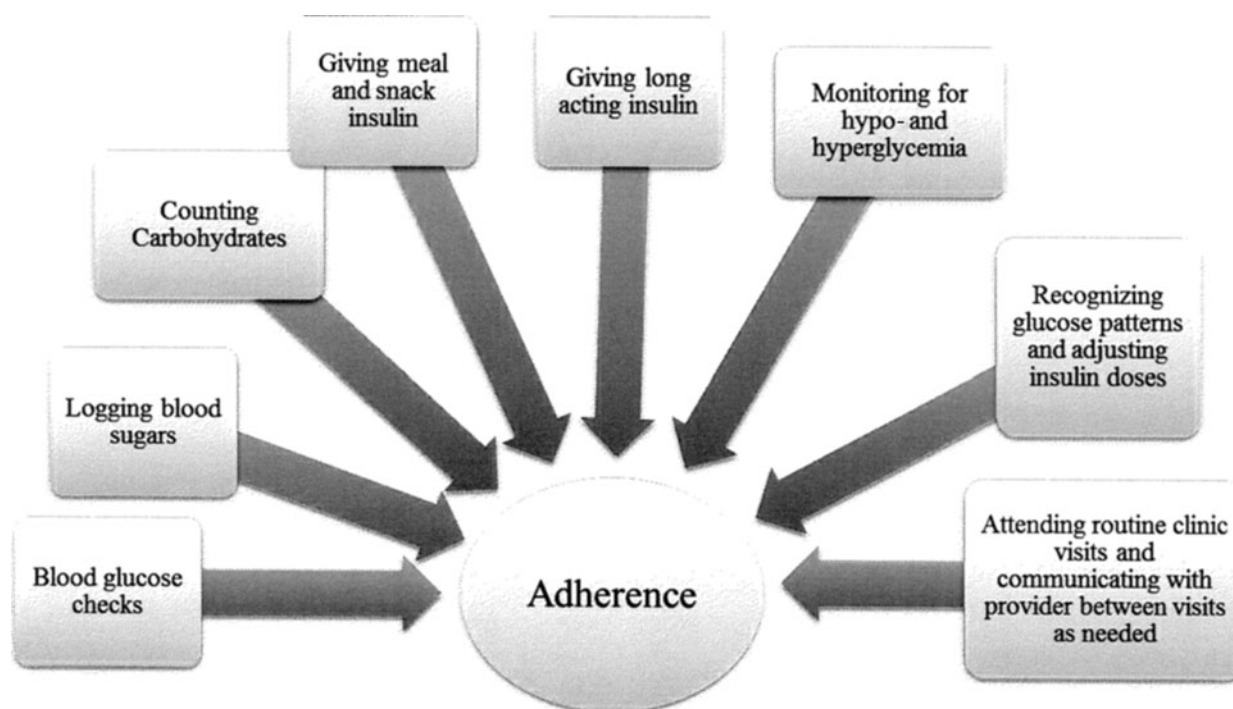 Giving meal
and snack
insulin
Giving long
acting insulin
Monitoring for
hypo- and
hyperglycemia
Counting
Carbohydrates
Recognizing
glucose patterns
and adjusting
insulin doses
Logging blood
sugars
Attending routine clinic
visits and
communicating with
provider between visits
as needed
Blood glucose
checks
Adherence